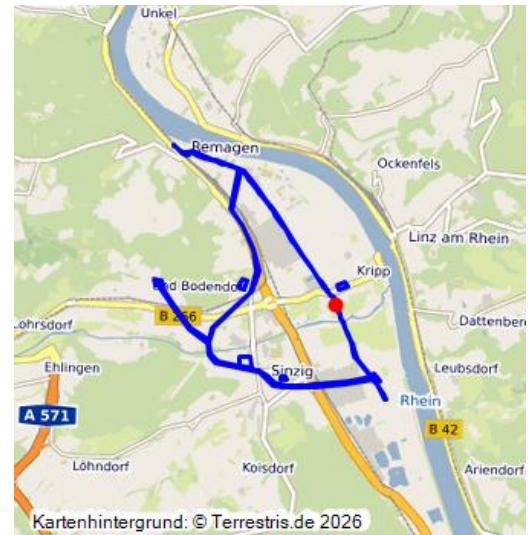 Unkel
Remagen
Ockenfels
Linz am Rhein
Kripp
Bad Bodendorf
B 266
Lohrsdorf
Dattenberg
Ehlingen
Sinzig
Leubsdorf
A 571
Rhein
B 42
Löhndorf
Koisdorf
Ariendorf
Kartenhintergrund: © Terrestris.de 2026